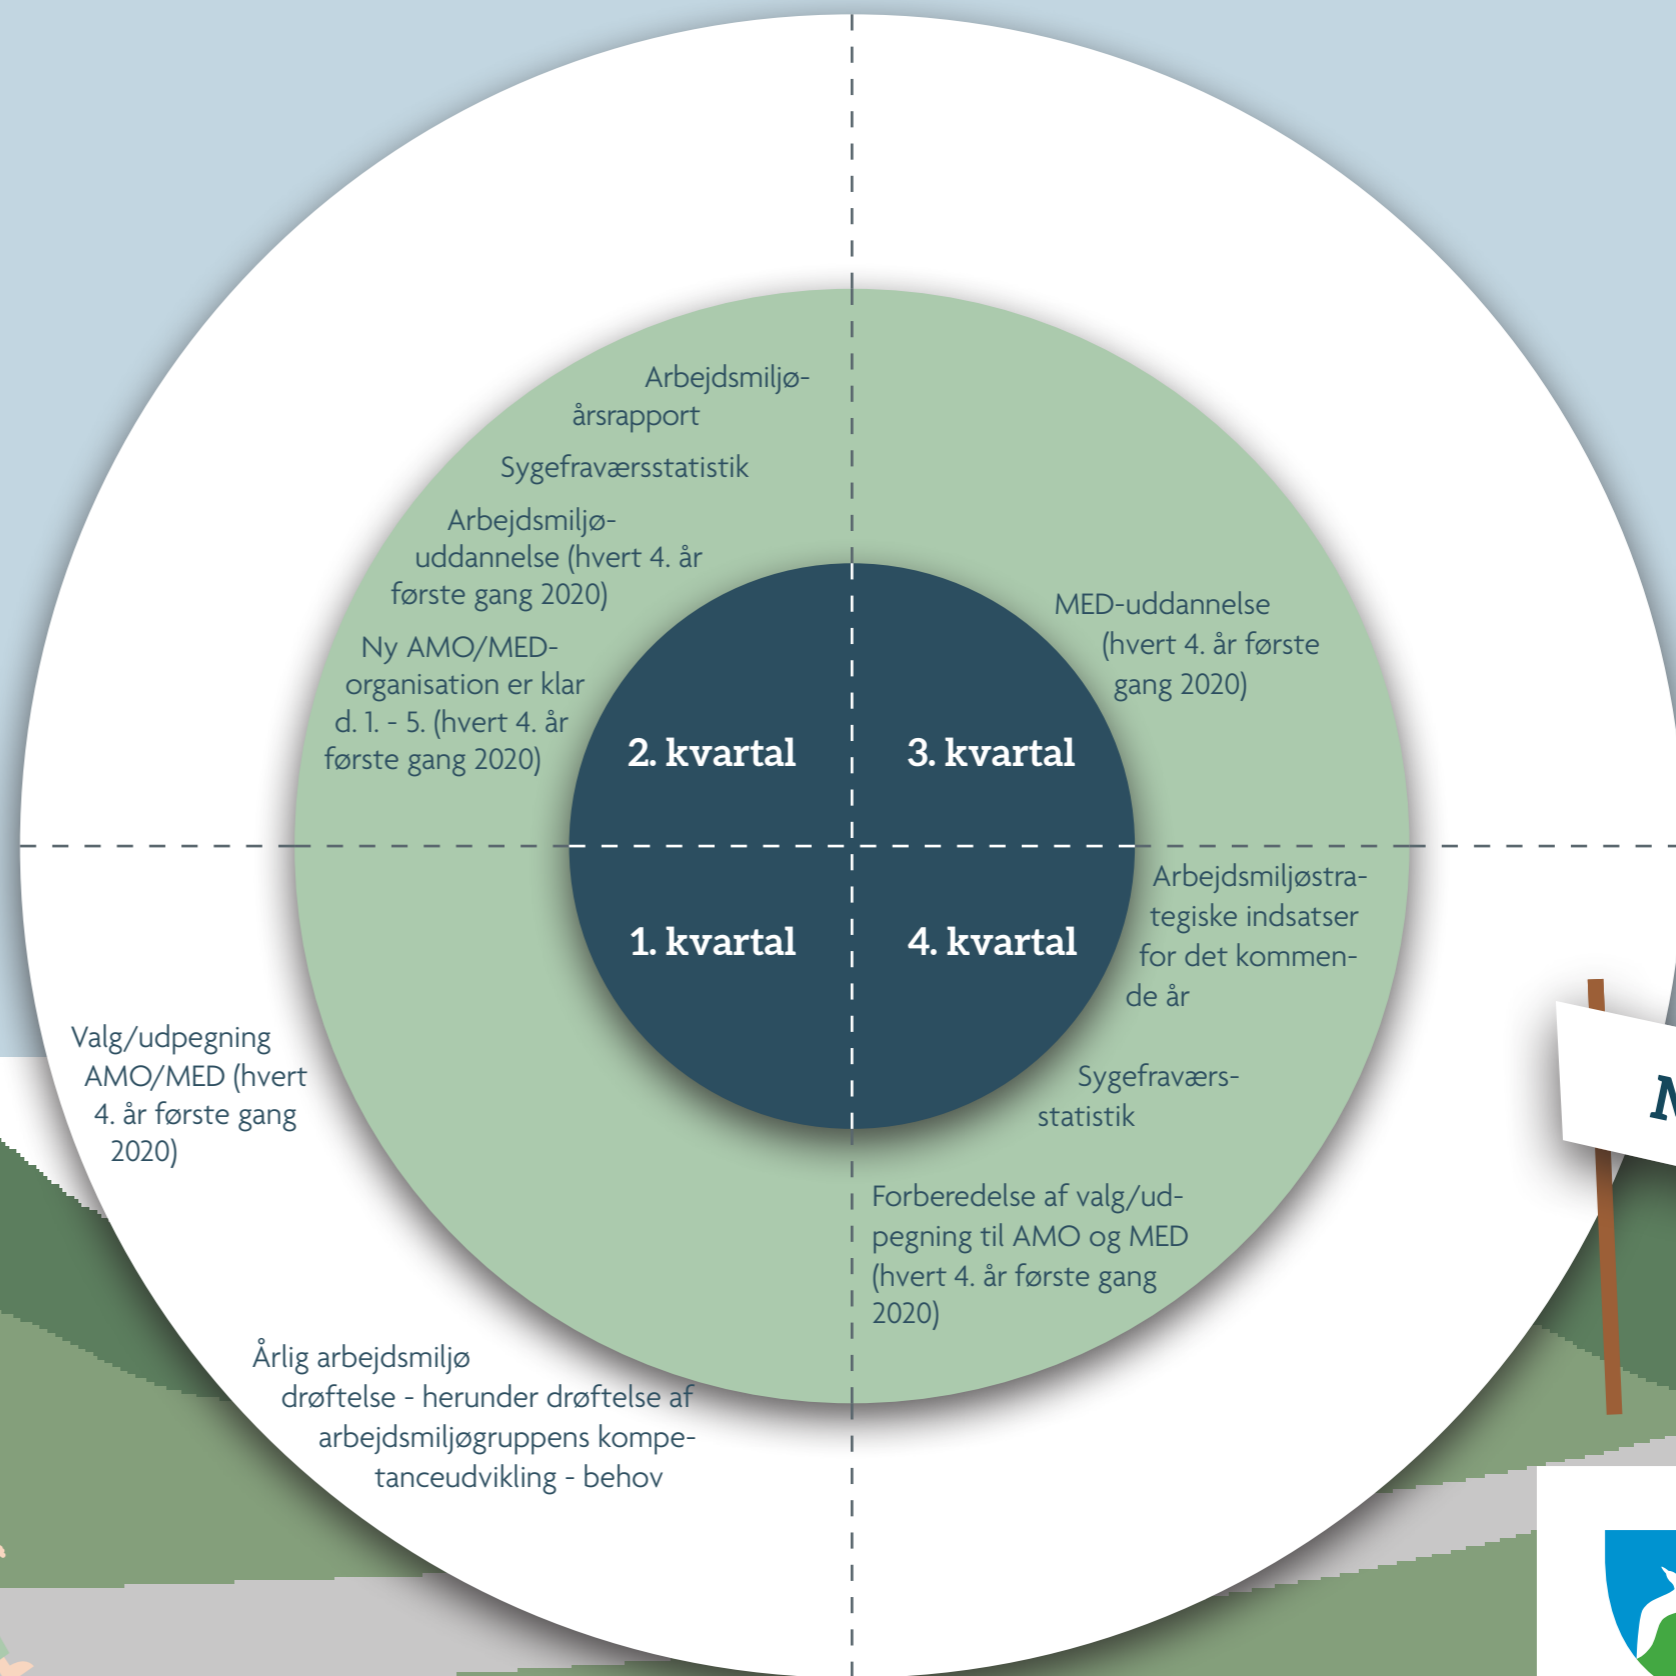 Arbejdsmiljø-
årsrapport
Sygefraværsstatistik
Arbejdsmiljø-
uddannelse (hvert 4. år
første gang 2020)
Ny AMO/MED-
organisation er klar
d. 1. - 5. (hvert 4. år
første gang 2020)
MED-uddannelse
(hvert 4. år første
gang 2020)
2. kvartal
3. kvartal
1. kvartal
4. kvartal
Arbejdsmiljøstra-
tegiske indsatser
for det kommen-
de år
Sygefraværs-
statistik
Forberedelse af valg/ud-
pegning til AMO og MED
(hvert 4. år første gang
2020)
Valg/udpegning
AMO/MED (hvert
4. år første gang
2020)
Årlig arbejdsmiljø
drøftelse - herunder drøftelse af
arbejdsmiljøgruppens kompe-
tanceudvikling - behov